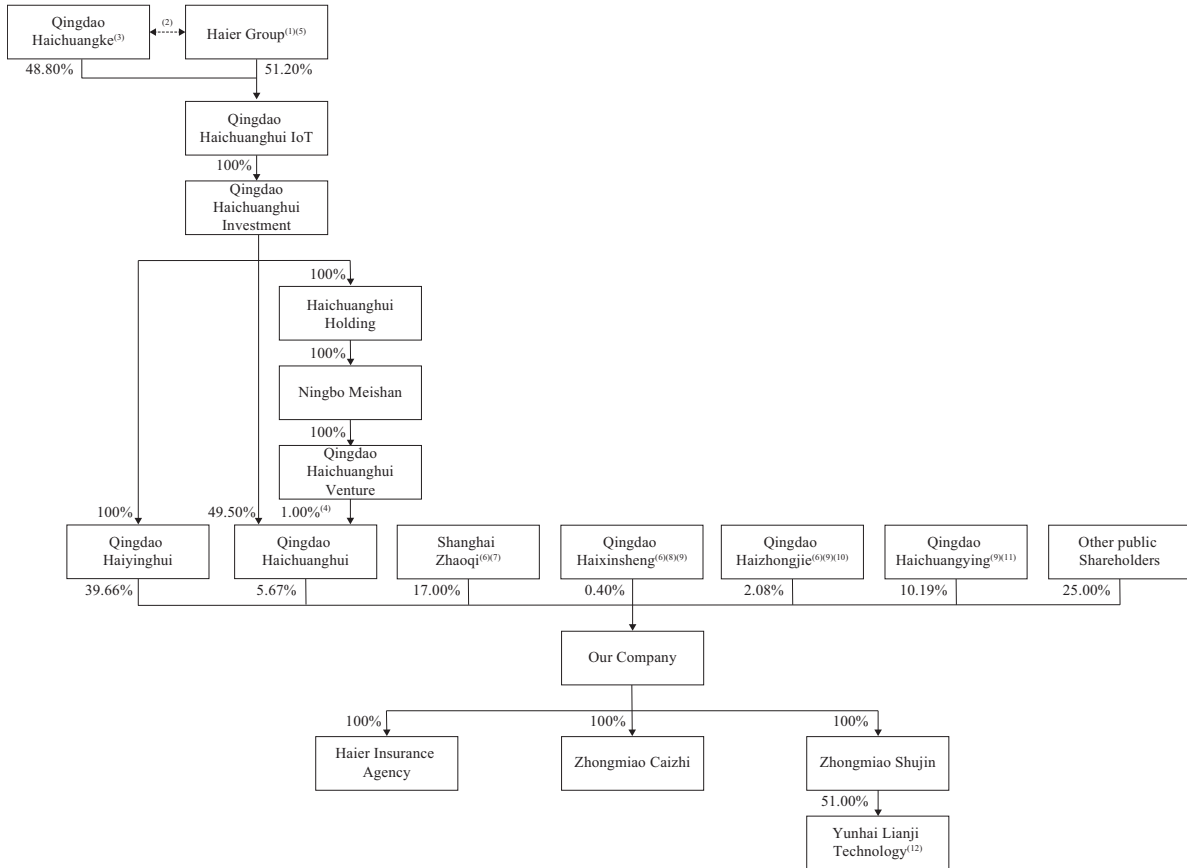 Qingdao
Haichuangke(3)
(2)
Haier Group(1)(5)
48.80%
51.20%
Qingdao
Haichuanghui IoT
100%
Qingdao
Haichuanghui
Investment
100%
Haichuanghui
Holding
100%
Ningbo Meishan
100%
Qingdao
Haichuanghui
Venture
100%
49.50%
1.00%(4)
Qingdao
Haiyinghui
Qingdao
Haichuanghui
Shanghai
Zhaoqi(6)(7)
Qingdao
Haixinsheng(6)(8)(9)
Qingdao
Haizhongjie(6)(9)(10)
Qingdao
Haichuangying(9)(11)
Other public
Shareholders
39.66%
5.67%
17.00%
0.40%
2.08%
10.19%
25.00%
Our Company
100%
100%
100%
Haier Insurance
Agency
Zhongmiao Caizhi
Zhongmiao Shujin
51.00%
Yunhai Lianji
Technology(12)